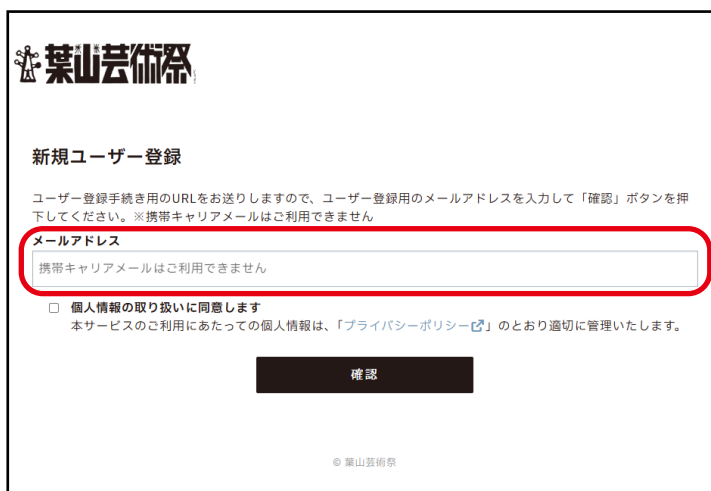 葉山芸術祭
新規ユーザー登録
ユーザー登録手続き用のURLをお送りしますので、ユーザー登録用のメールアドレスを入力して「確認」ボタンを押
下してください。※携帯キャリアメールはご利用できません
メールアドレス
携帯キャリアメールはご利用できません
個人情報の取り扱いに同意します
本サービスのご利用にあたっての個人情報は、「プライバシーポリシー」のとおり適切に管理いたします。
確認
© 葉山芸術祭